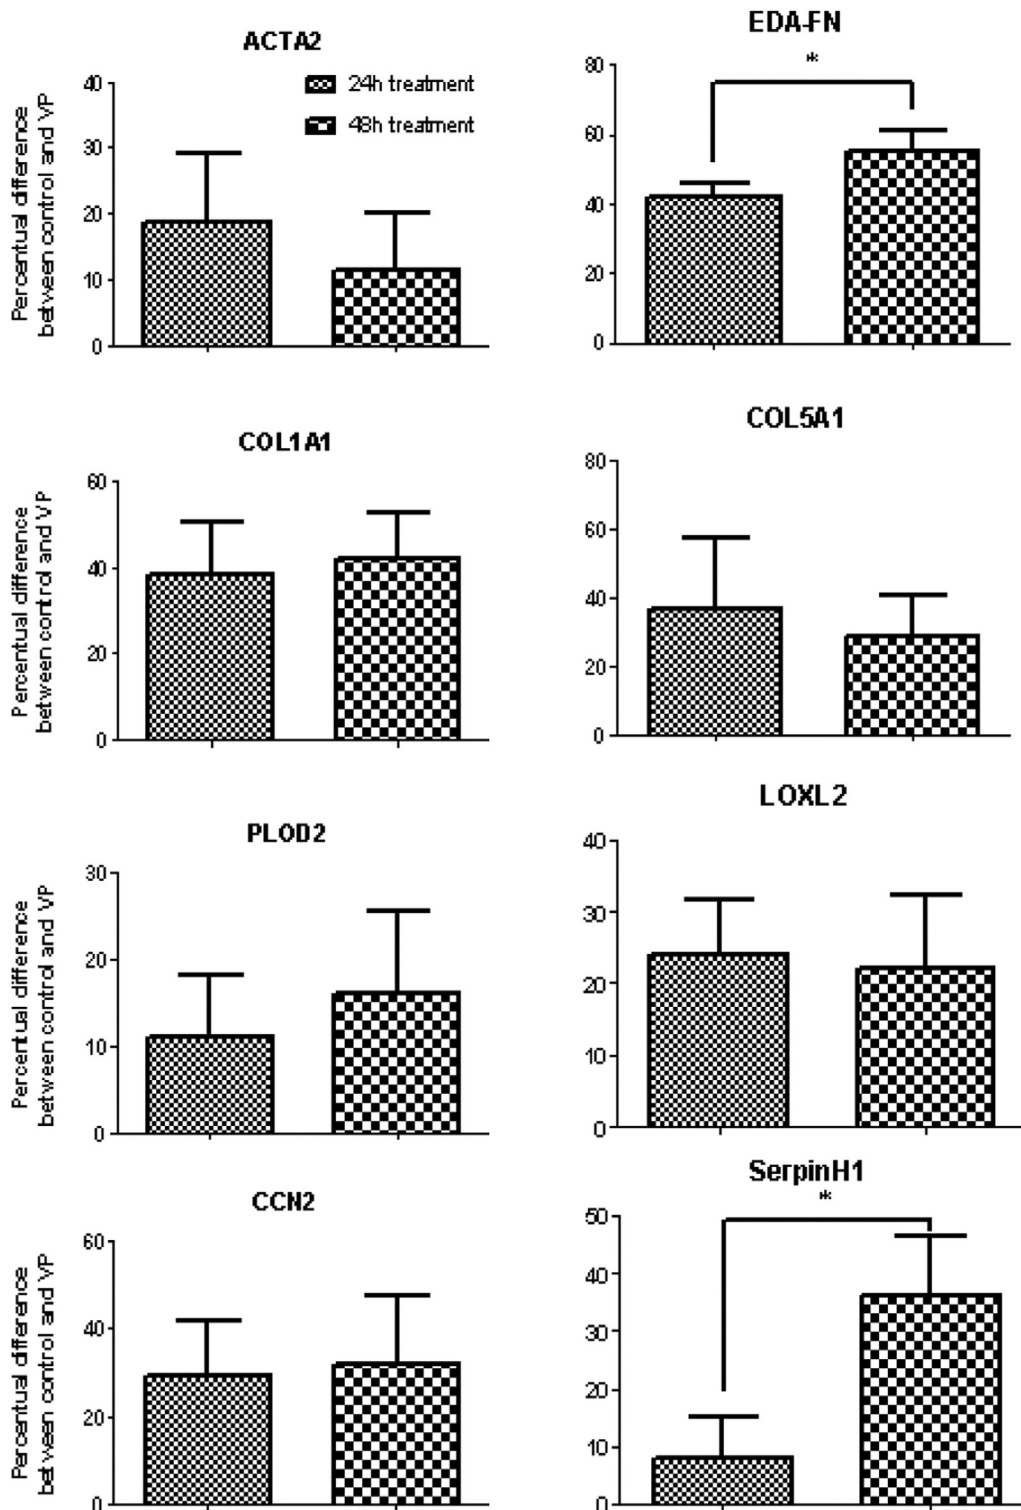 ACTA2
Percentual difference
between control and VP
40
30
20
10
0
24h treatment
48h treatment
EDA-FN
*
80
60
40
20
0
COL1A1
Percentual difference
between control and VP
60
40
20
0
COL5A1
80
60
40
20
0
PLOD2
Percentual difference
between control and VP
30
20
10
0
LOXL2
40
30
20
10
0
CCN2
Percentual difference
between control and VP
60
40
20
0
SerpinH1
*
50
40
30
20
10
0